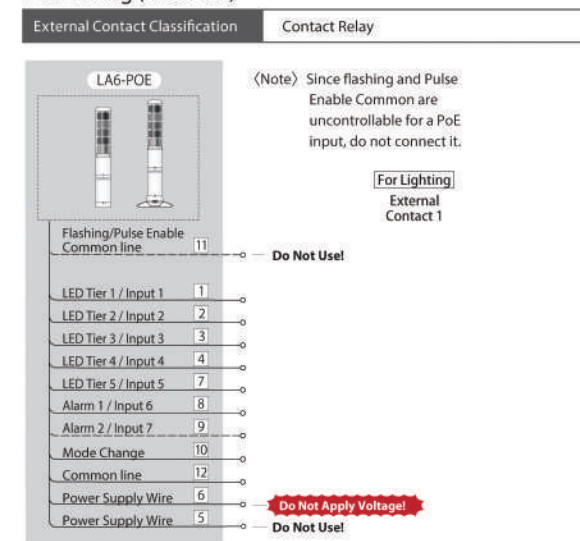 External Contact Classification
Contact Relay
LA6-POE
〈Note〉 Since flashing and Pulse
Enable Common are
uncontrollable for a PoE
input, do not connect it.
For Lighting
External
Contact 1
Flashing/Pulse Enable
Common line 11
Do Not Use!
LED Tier 1 / Input 1 1
LED Tier 2 / Input 2 2
LED Tier 3 / Input 3 3
LED Tier 4 / Input 4 4
LED Tier 5 / Input 5 7
Alarm 1 / Input 6 8
Alarm 2 / Input 7 9
Mode Change 10
Common line 12
Power Supply Wire 6
Do Not Apply Voltage!
Power Supply Wire 5
Do Not Use!